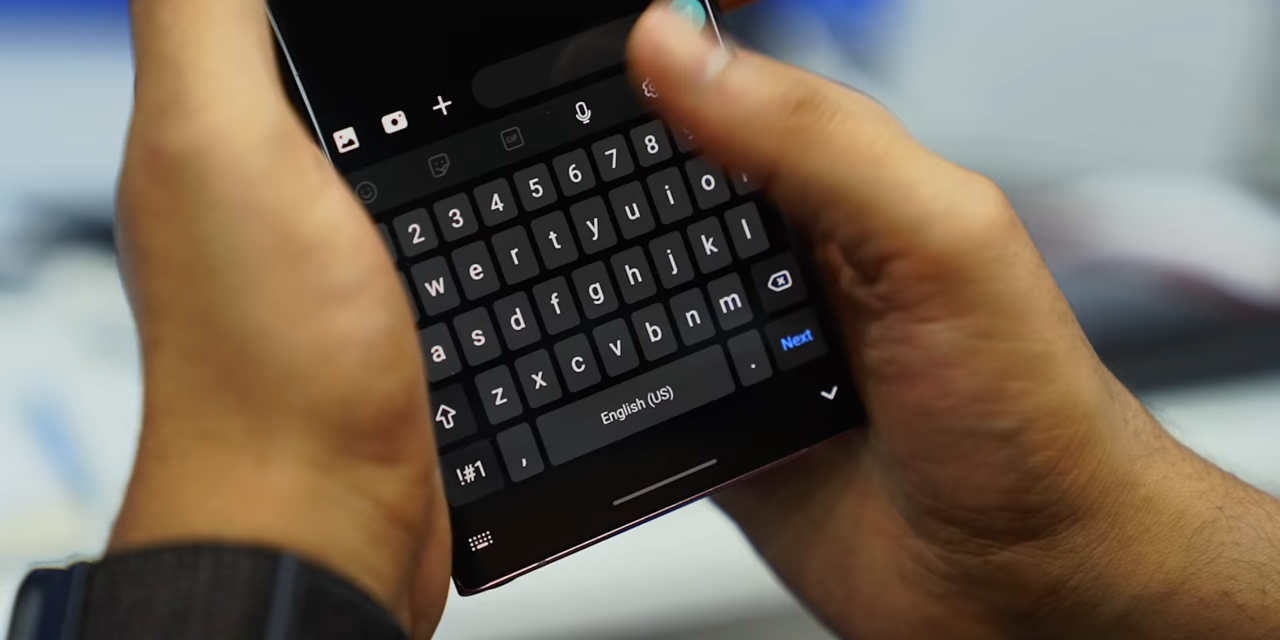 GIF
2 3 4 5 6 7 8
w e r t y u i o
a s d f g h j k l
z x c v b n m
!#1 , English (US) . Next